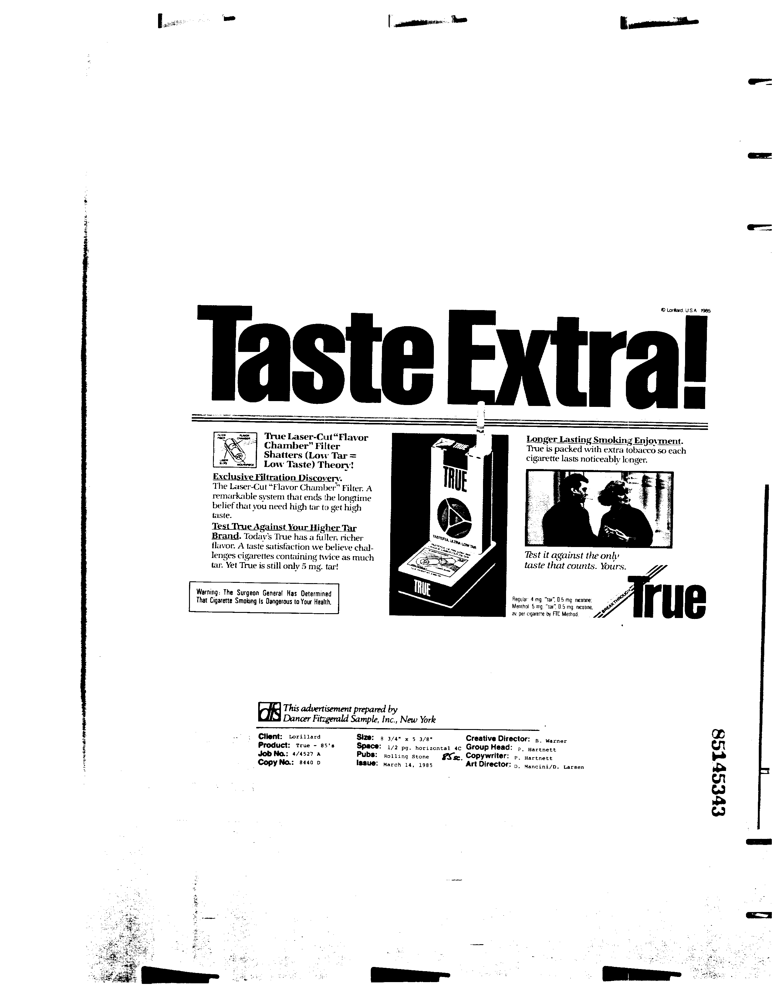 © Lorillard, U.S.A. 1985
Taste Extra!
True Laser-Cut "Flavor
Chamber" Filter
Shatters (Low Tar =
Low Taste) Theory!
Exclusive Filtration Discovery.
The Laser-Cut "Flavor Chamber" Filter. A
remarkable system that ends the longtime
belief that you need high tar to get high
taste.
Test True Against Your Higher Tar
Brand. Today's True has a fuller, richer
flavor. A taste satisfaction we believe chal-
lenges cigarettes containing twice as much
tar. Yet True is still only 5 mg. tar!
Warning: The Surgeon General Has Determined
That Cigarette Smoking Is Dangerous to Your Health.
TRUE
TASTEFUL ULTRA LOW TAR
TRUE
Longer Lasting Smoking Enjoyment.
True is packed with extra tobacco so each
cigarette lasts noticeably longer.
Test it against the only
taste that counts. Yours.
Regular: 4 mg. "tar", 0.5 mg. nicotine;
Menthol: 5 mg. "tar", 0.5 mg. nicotine,
av. per cigarette by FTC Method.
BREAKTHROUGH
True
dfs
This advertisement prepared by
Dancer Fitzgerald Sample, Inc., New York
Client: Lorillard
Product: True - 85's
Job No.: 4/4527 A
Copy No.: 8440 D
Size: 9 3/4" x 5 3/8"
Space: 1/2 pg. horizontal 4C
Pubs: Rolling Stone
Issue: March 14, 1985
Creative Director: B. Warner
Group Head: P. Hartnett
Copywriter: P. Hartnett
Art Director: D. Mancini/D. Larsen
85145343